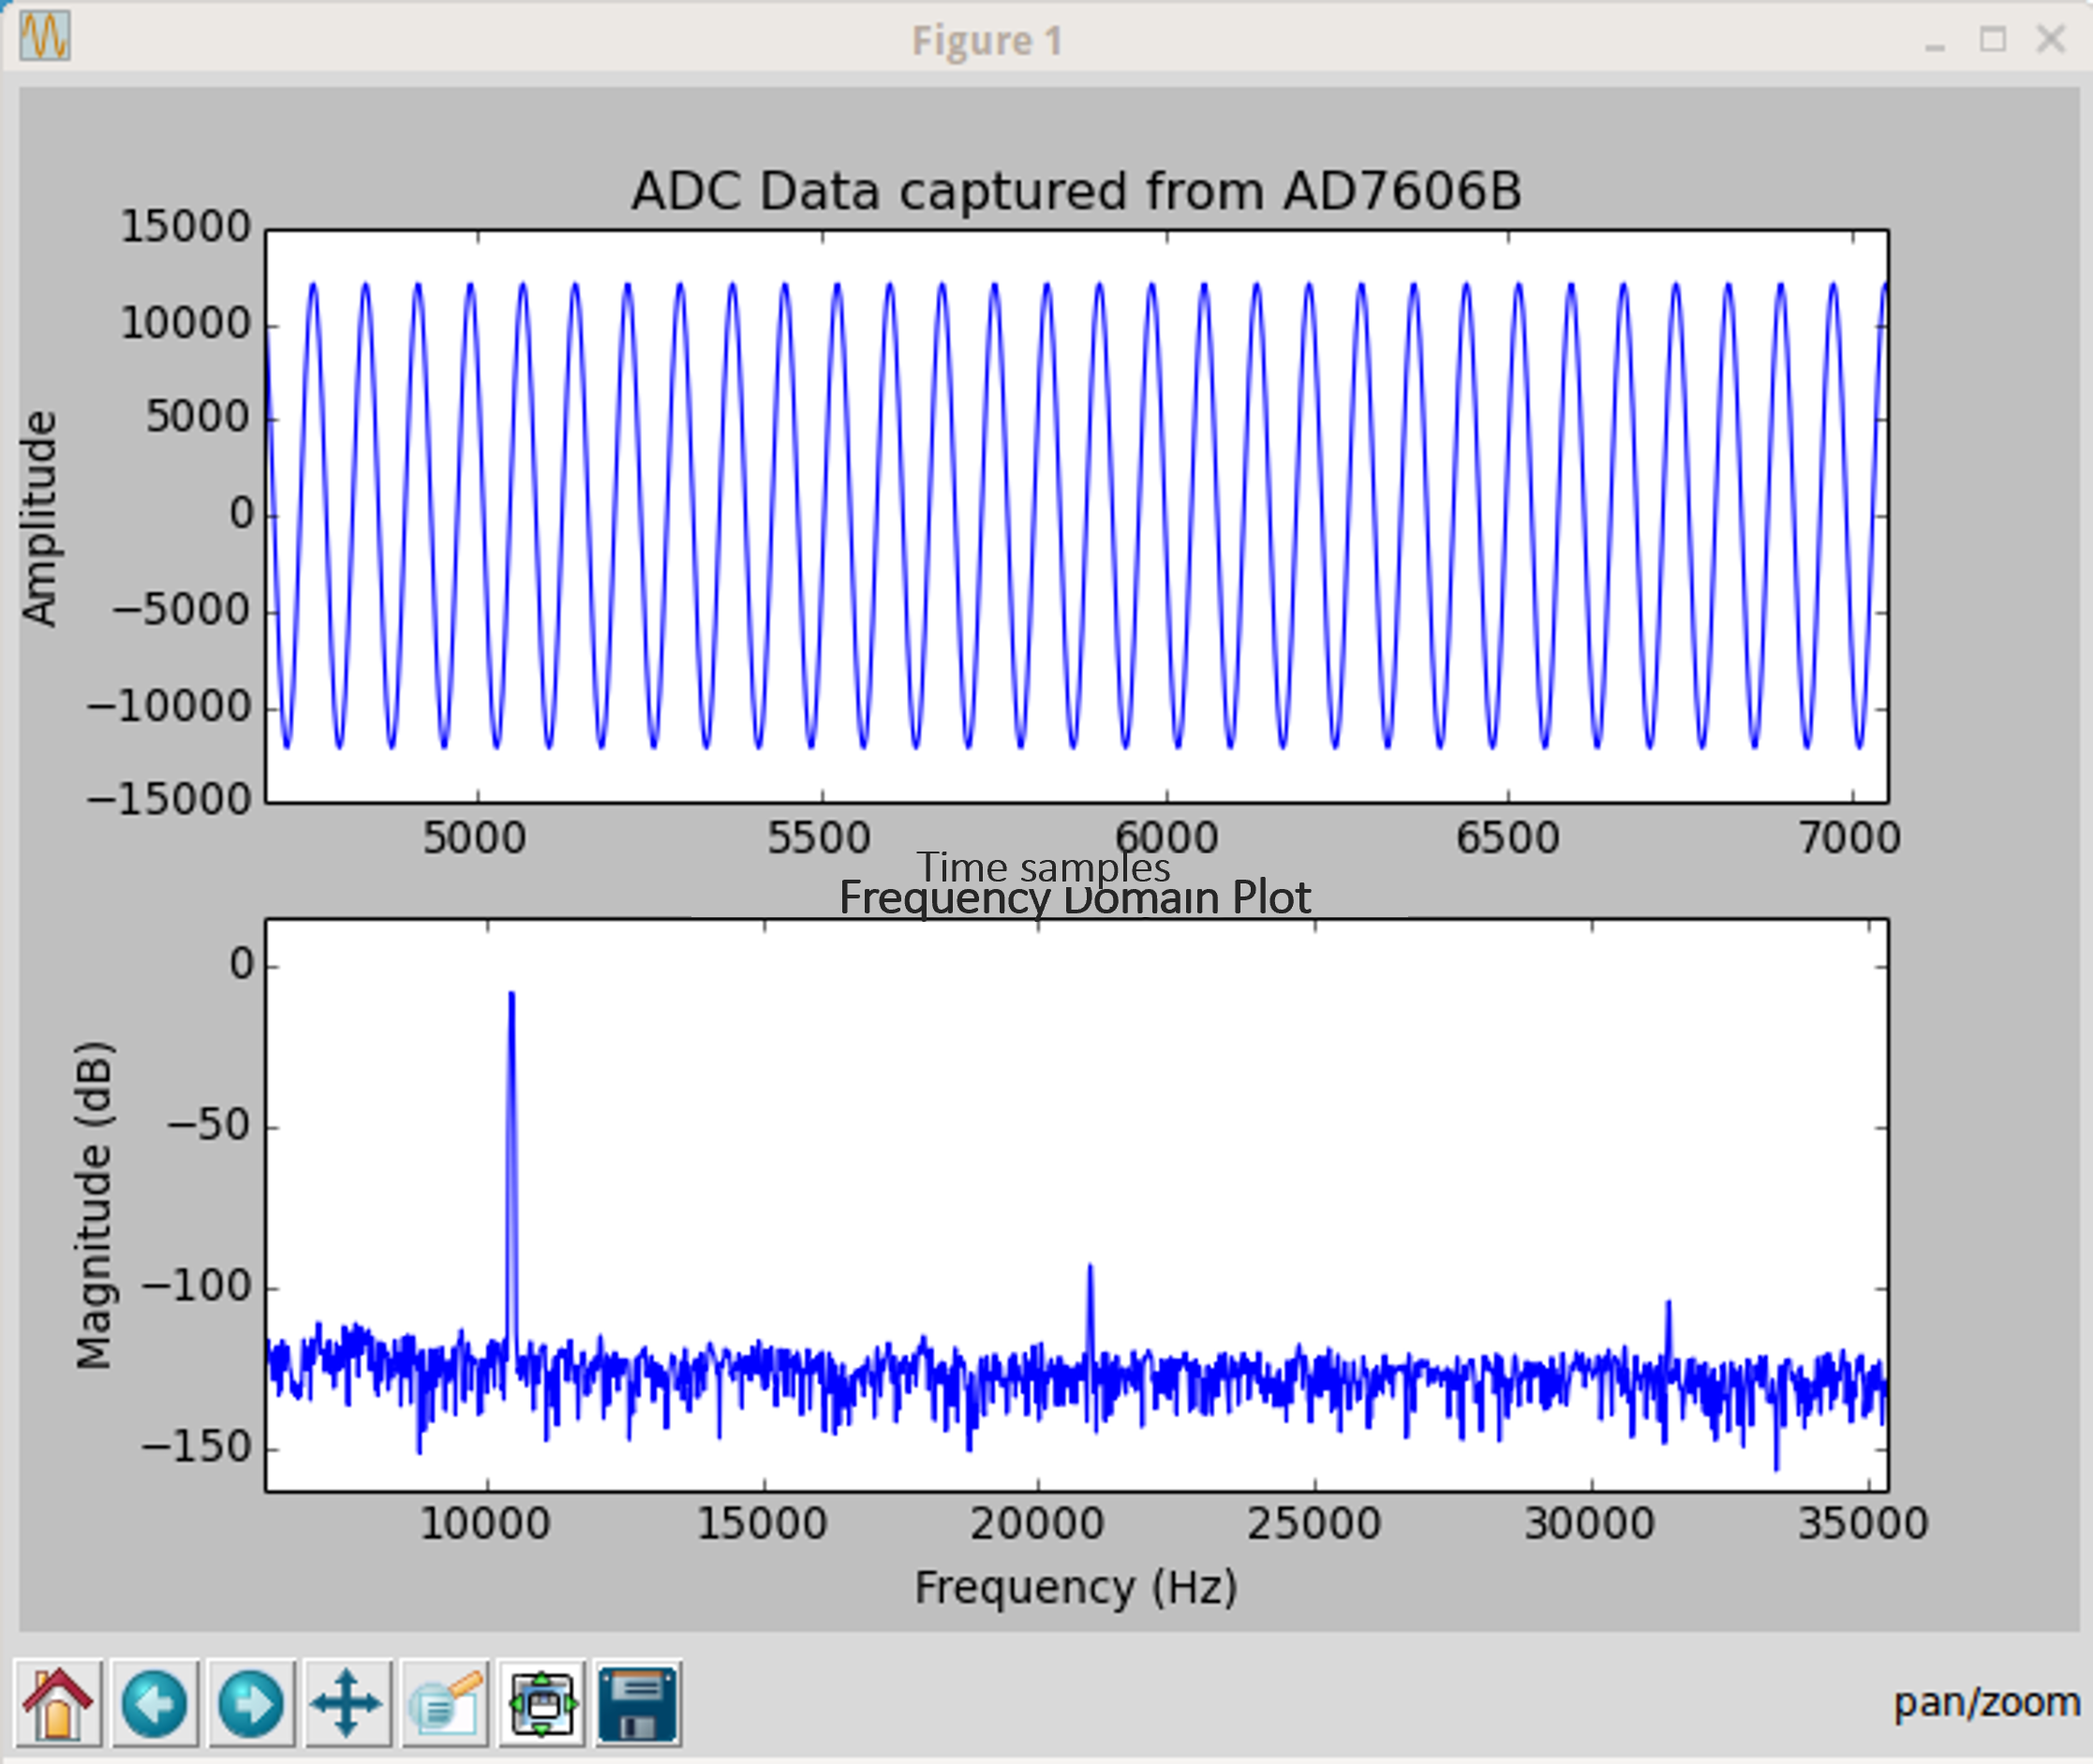 Figure 1
ADC Data captured from AD7606B
15000
10000
5000
0
−5000
−10000
−15000
Amplitude
5000 5500 6000 6500 7000
Time samples
Frequency Domain Plot
0
−50
−100
−150
Magnitude (dB)
10000 15000 20000 25000 30000 35000
Frequency (Hz)
pan/zoom